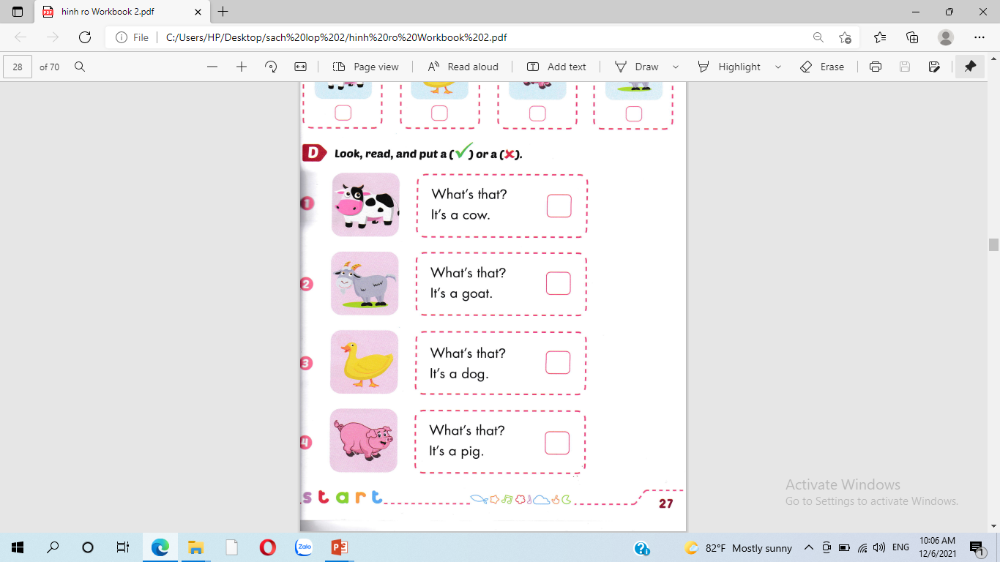 hinh ro Workbook 2.pdf
File
C:/Users/HP/Desktop/sach%20lop%202/hinh%20ro%20Workbook%202.pdf
28 of 70
Page view
Read aloud
Add text
Draw
Highlight
Erase
D Look, read, and put a (✓) or a (✗).
1
What's that?
It's a cow.
2
What's that?
It's a goat.
3
What's that?
It's a dog.
4
What's that?
It's a pig.
start
27
Activate Windows
Go to Settings to activate Windows.
Zalo
82°F Mostly sunny
ENG
10:06 AM
12/6/2021
1